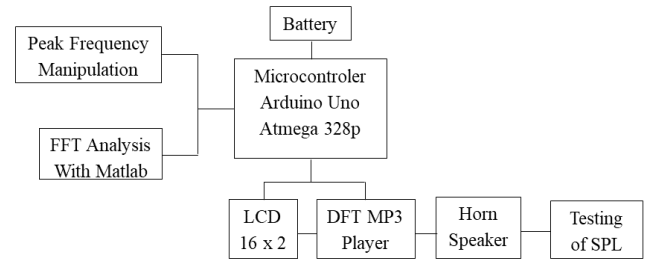 Battery
Peak Frequency
Manipulation
Microcontroler
Arduino Uno
Atmega 328p
FFT Analysis
With Matlab
LCD
16 x 2
DFT MP3
Player
Horn
Speaker
Testing
of SPL